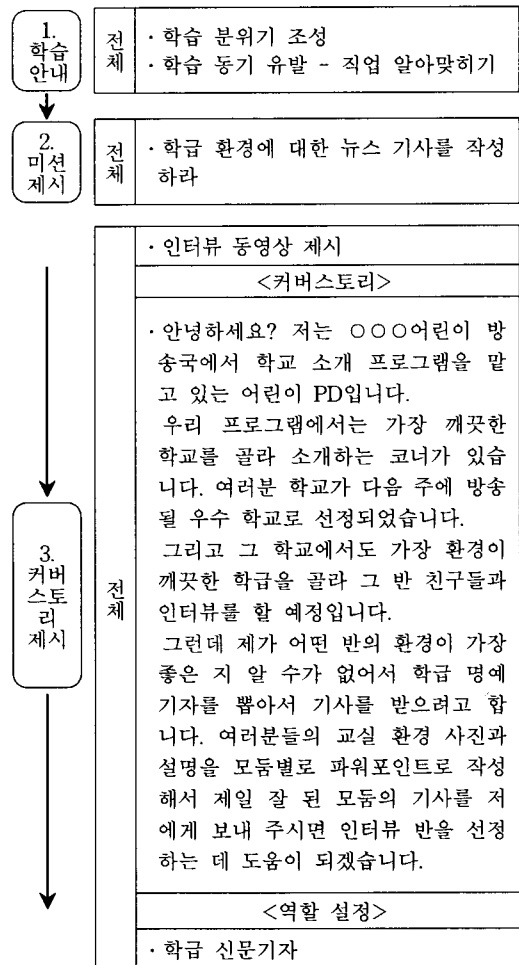 1.
학습
안내
전
체
· 학습 분위기 조성
· 학습 동기 유발 - 직업 알아맞히기
2.
미션
제시
전
체
· 학급 환경에 대한 뉴스 기사를 작성
하라
3.
커버
스토
리
제시
전
체
· 인터뷰 동영상 제시
<커버스토리>
· 안녕하세요? 저는 ○○○어린이 방
송국에서 학교 소개 프로그램을 맡
고 있는 어린이 PD입니다.
우리 프로그램에서는 가장 깨끗한
학교를 골라 소개하는 코너가 있습
니다. 여러분 학교가 다음 주에 방송
될 우수 학교로 선정되었습니다.
그리고 그 학교에서도 가장 환경이
깨끗한 학급을 골라 그 반 친구들과
인터뷰를 할 예정입니다.
그런데 제가 어떤 반의 환경이 가장
좋은 지 알 수가 없어서 학급 명예
기자를 뽑아서 기사를 받으려고 합
니다. 여러분들의 교실 환경 사진과
설명을 모둠별로 파워포인트로 작성
해서 제일 잘 된 모둠의 기사를 저
에게 보내 주시면 인터뷰 반을 선정
하는 데 도움이 되겠습니다.
<역할 설정>
· 학급 신문기자